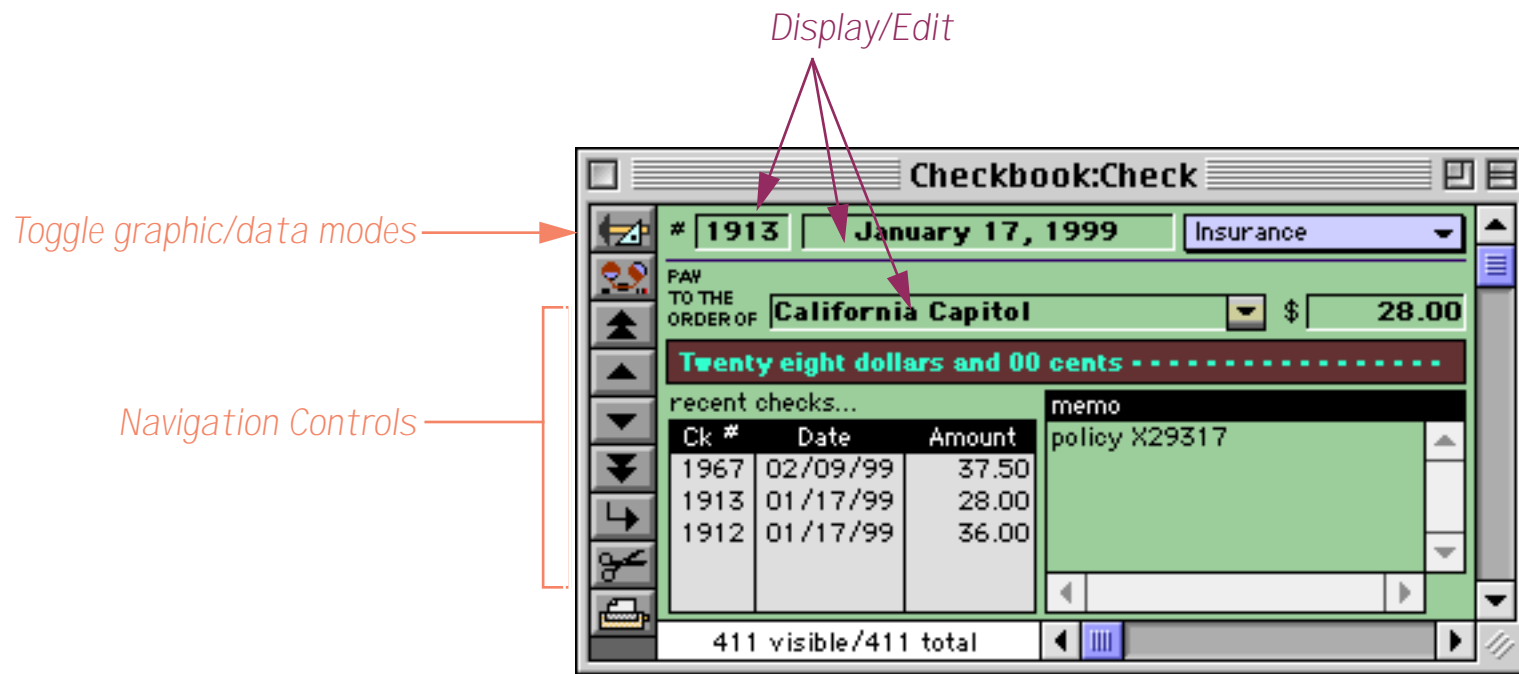 Display/Edit
Checkbook:Check
Toggle graphic/data modes
# 1913 January 17, 1999 Insurance
PAY
TO THE
ORDER OF California Capitol $ 28.00
Twenty eight dollars and 00 cents - - - - - - - - - - - - - - - - -
Navigation Controls
recent checks... memo
Ck # Date Amount policy X29317
1967 02/09/99 37.50
1913 01/17/99 28.00
1912 01/17/99 36.00
411 visible/411 total